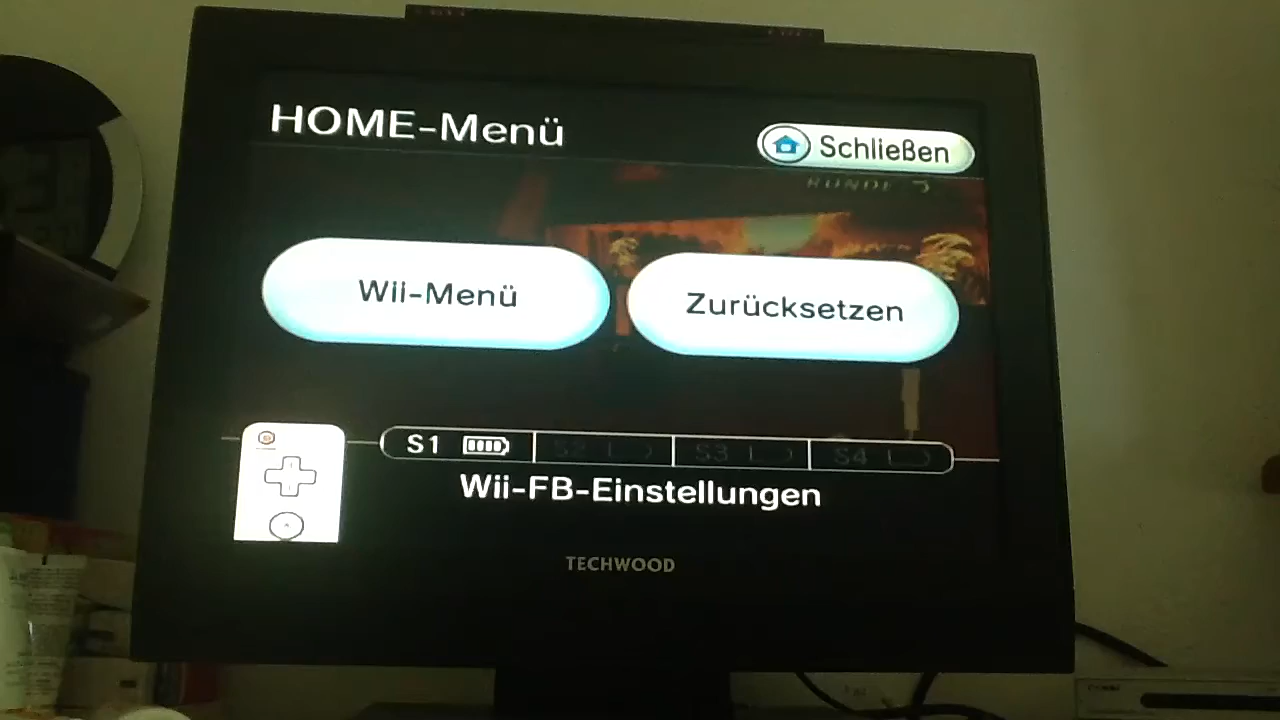 HOME-Menü
Schließen
RUNDE 3
Wii-Menü
Zurücksetzen
S1
S2
S3
S4
Wii-FB-Einstellungen
TECHWOOD